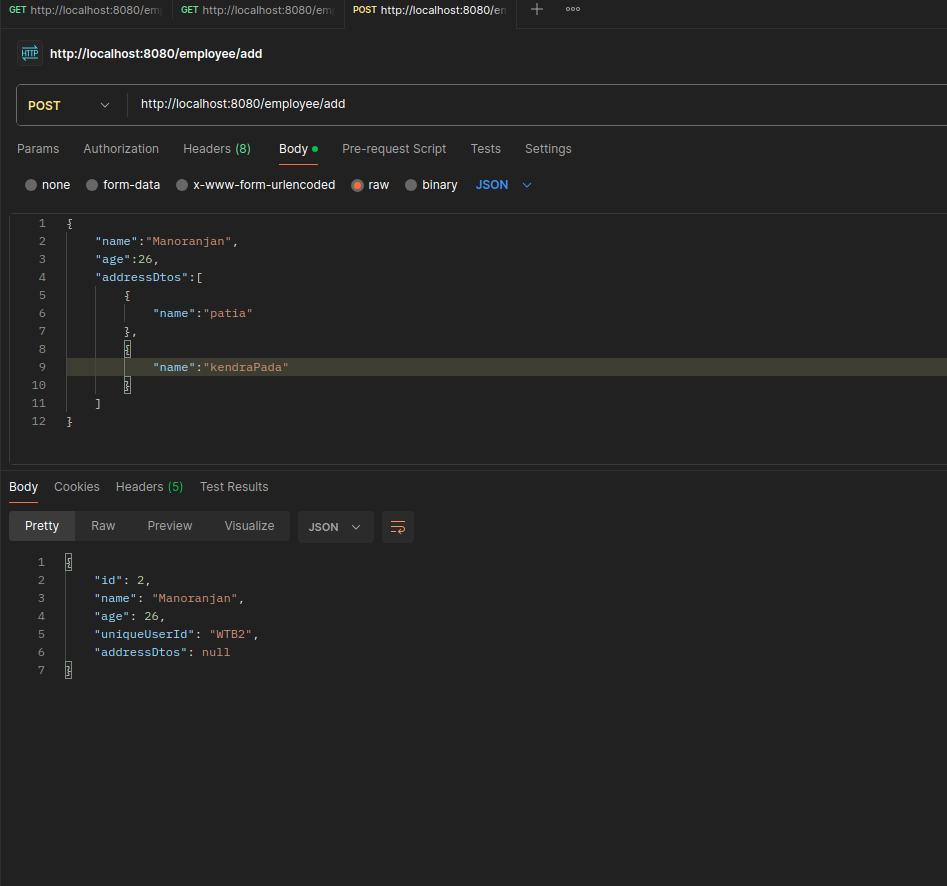 GET http://localhost:8080/em GET http://localhost:8080/em POST http://localhost:8080/en
HTTP http://localhost:8080/employee/add
POST http://localhost:8080/employee/add
Params Authorization Headers (8) Body Pre-request Script Tests Settings
none form-data x-www-form-urlencoded raw binary JSON
1 {
2 "name":"Manoranjan",
3 "age":26,
4 "addressDtos":[
5 {
6 "name":"patia"
7 },
8 {
9 "name":"kendraPada"
10 }
11 ]
12 }
Body Cookies Headers (5) Test Results
Pretty Raw Preview Visualize JSON
1 {
2 "id": 2,
3 "name": "Manoranjan",
4 "age": 26,
5 "uniqueUserId": "WTB2",
6 "addressDtos": null
7 }